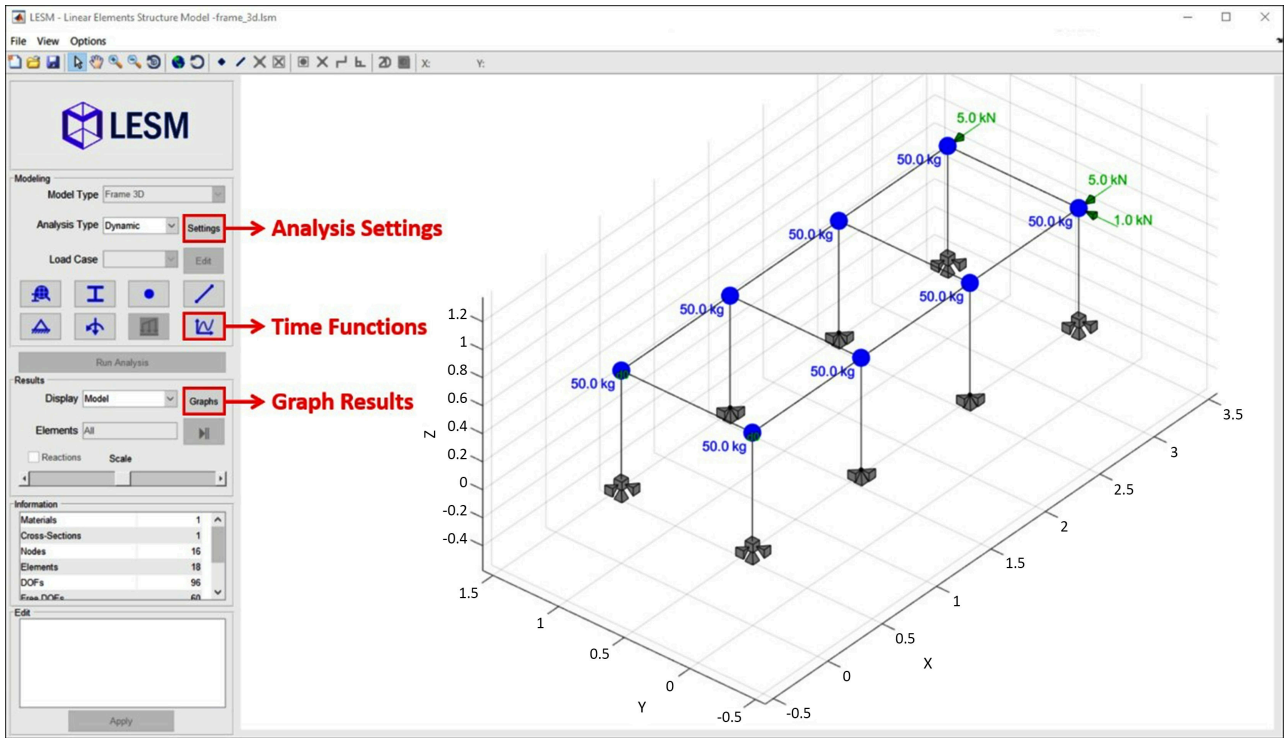 LESM - Linear Elements Structure Model -frame_3d.lsm
File View Options
2D X: Y:
LESM
Modeling
Model Type Frame 3D
Analysis Type Dynamic Settings
Analysis Settings
Load Case Edit
Time Functions
Run Analysis
Results
Display Model Graphs
Graph Results
Elements All
Reactions Scale
Information
Materials 1
Cross-Sections 1
Nodes 16
Elements 18
DOFs 96
Free DOFs 60
Edit
Apply
5.0 kN
50.0 kg
5.0 kN
50.0 kg
1.0 kN
50.0 kg
50.0 kg
50.0 kg
50.0 kg
50.0 kg
50.0 kg
Z
1.2
1
0.8
0.6
0.4
0.2
0
-0.2
-0.4
1.5
1
0.5
0
-0.5
Y
-0.5
0
0.5
1
1.5
2
2.5
3
3.5
X